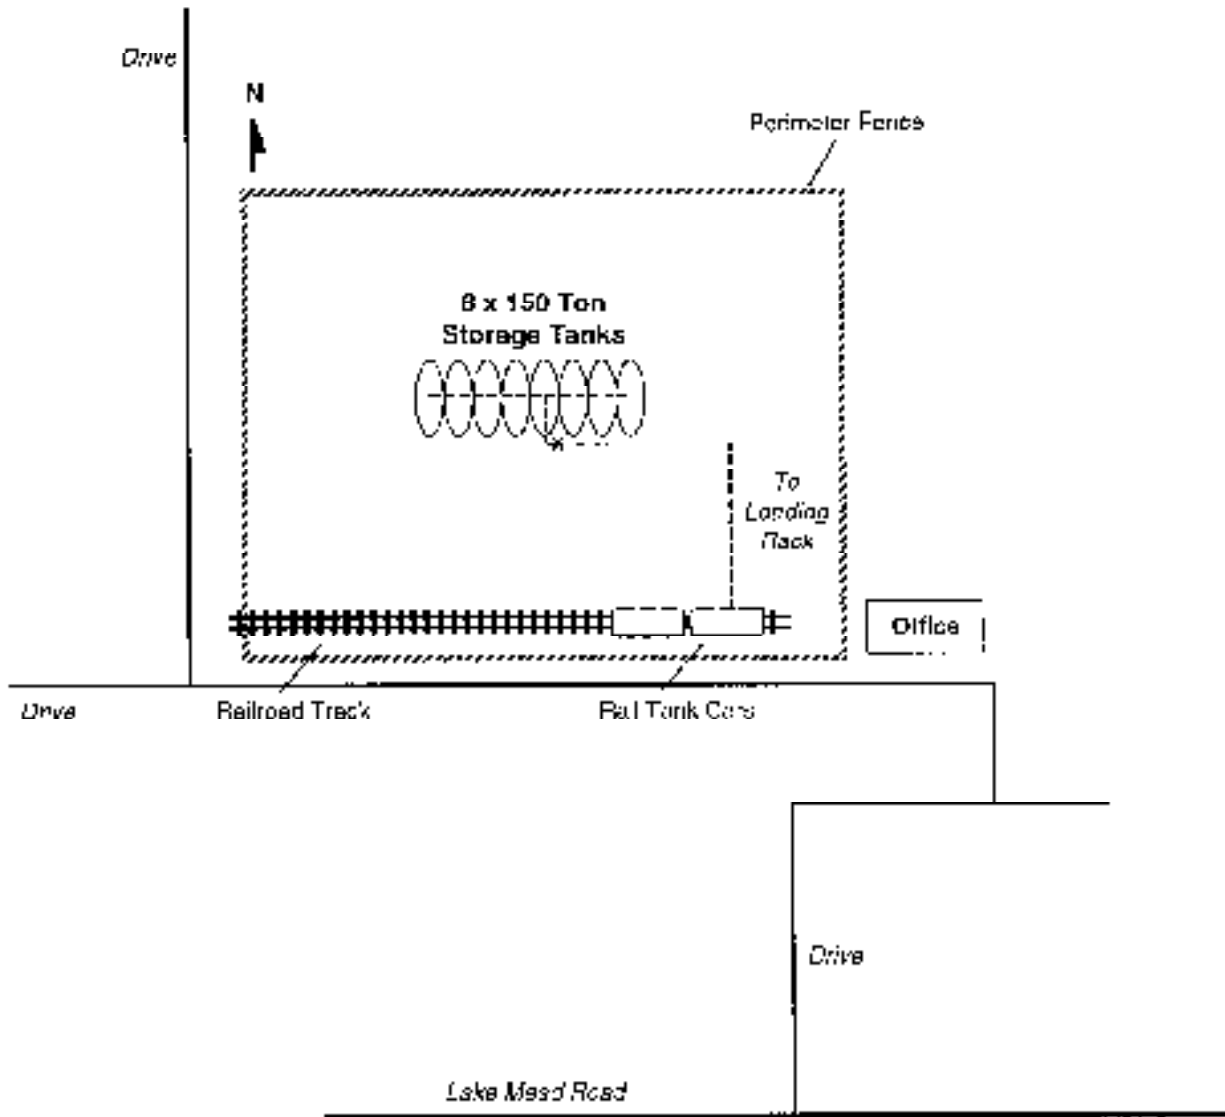 Drive
N
Perimeter Fence
8 x 150 Ton
Storage Tanks
To
Loading
Rack
Office
Drive
Railroad Track
Rail Tank Cars
Drive
Lake Mead Road